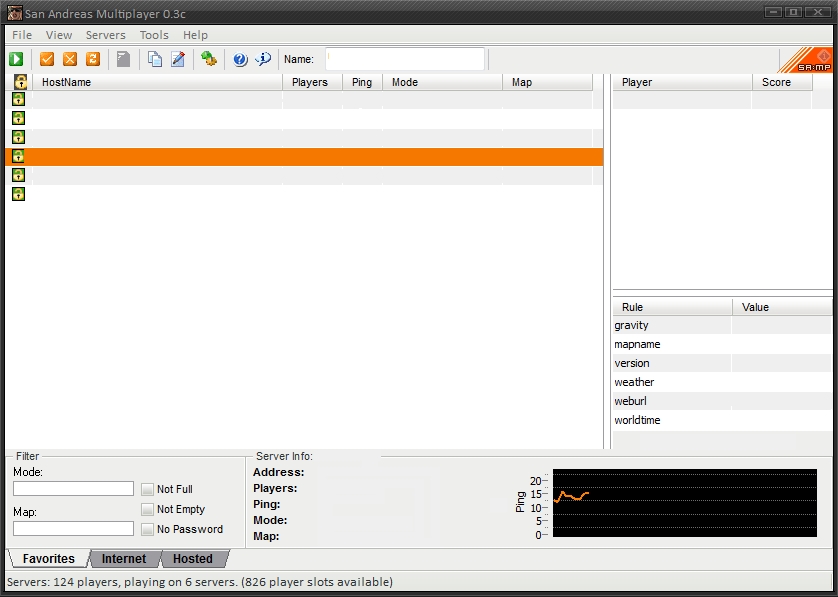 San Andreas Multiplayer 0.3c
File View Servers Tools Help
Name:
SA:MP
HostName Players Ping Mode Map
Player Score
Rule Value
gravity
mapname
version
weather
weburl
worldtime
Filter
Mode:
Not Full
Not Empty
Map:
No Password
Server Info:
Address:
Players:
Ping:
Mode:
Map:
Ping
20
15
10
5
0
Favorites Internet Hosted
Servers: 124 players, playing on 6 servers. (826 player slots available)